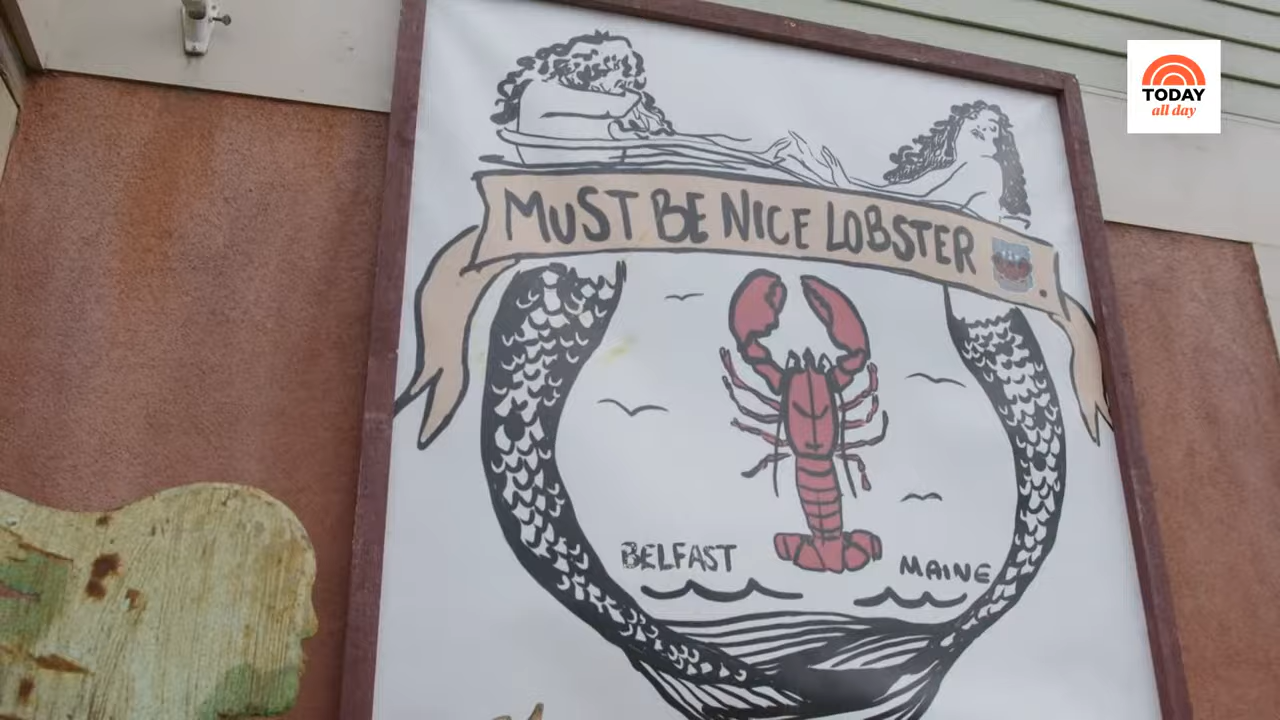 TODAY
all day
MUST BE NICE LOBSTER
BELFAST
MAINE